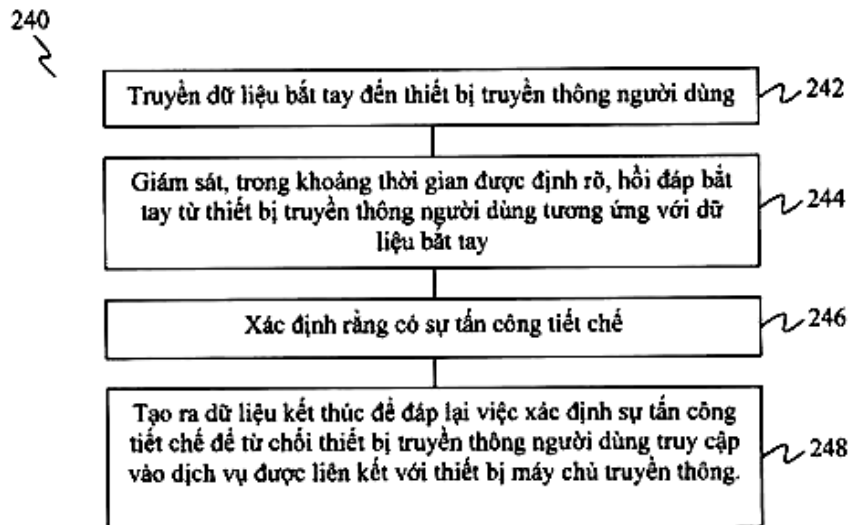 240
Truyền dữ liệu bắt tay đến thiết bị truyền thông người dùng
242
Giám sát, trong khoảng thời gian được định rõ, hồi đáp bắt
tay từ thiết bị truyền thông người dùng tương ứng với dữ
liệu bắt tay
244
Xác định rằng có sự tấn công tiết chế
246
Tạo ra dữ liệu kết thúc để đáp lại việc xác định sự tấn công
tiết chế để từ chối thiết bị truyền thông người dùng truy cập
vào dịch vụ được liên kết với thiết bị máy chủ truyền thông.
248